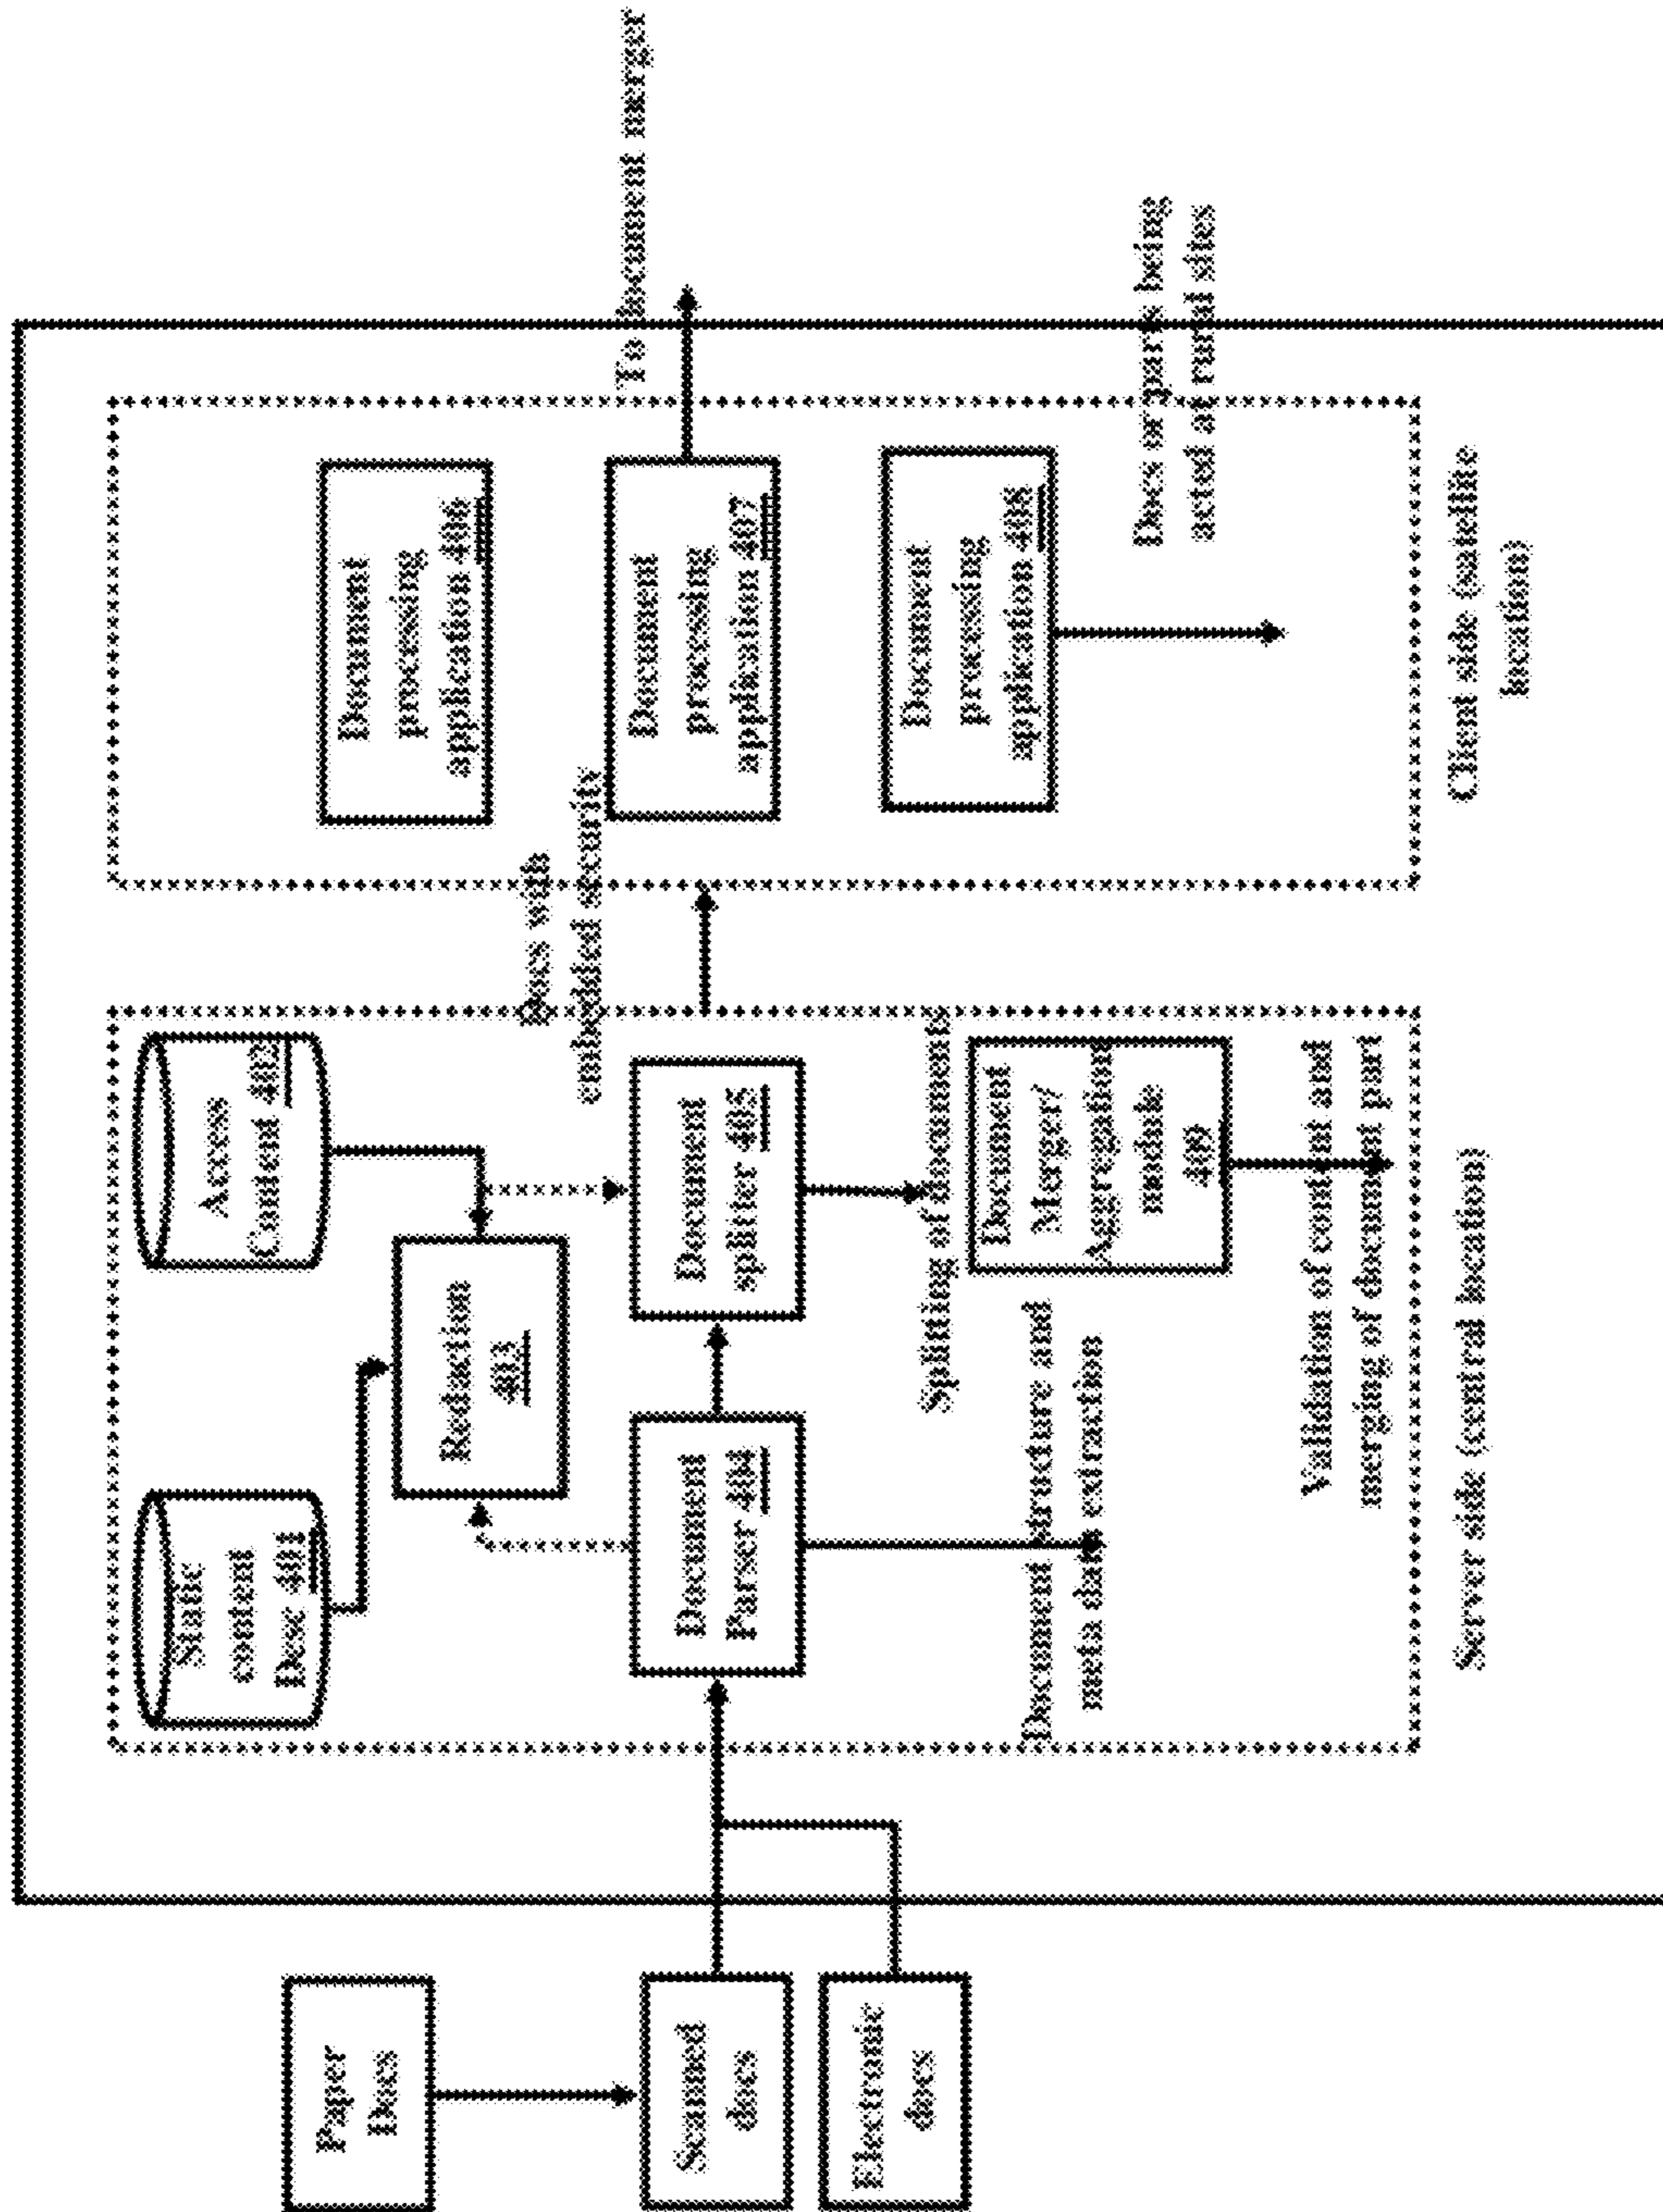 Paper
Docs
Scanned
docs
Electronic
docs
Static
content
Desc 401
Access
Content 402
Redaction
403
Document
Parser 404
Document
splitter 405
Docs with
embedded security
Splitting of documents
Document structure and
meta data extraction
Document
Merger/
Aggregation
module
409
Validation of content and
merging of document part
Server side (central location)
Document
processing
application 406
Document
processing
application 407
Document
processing
application 408
To document merger
Docs or parts being
acted at rural sites
Client side (satellite
location)